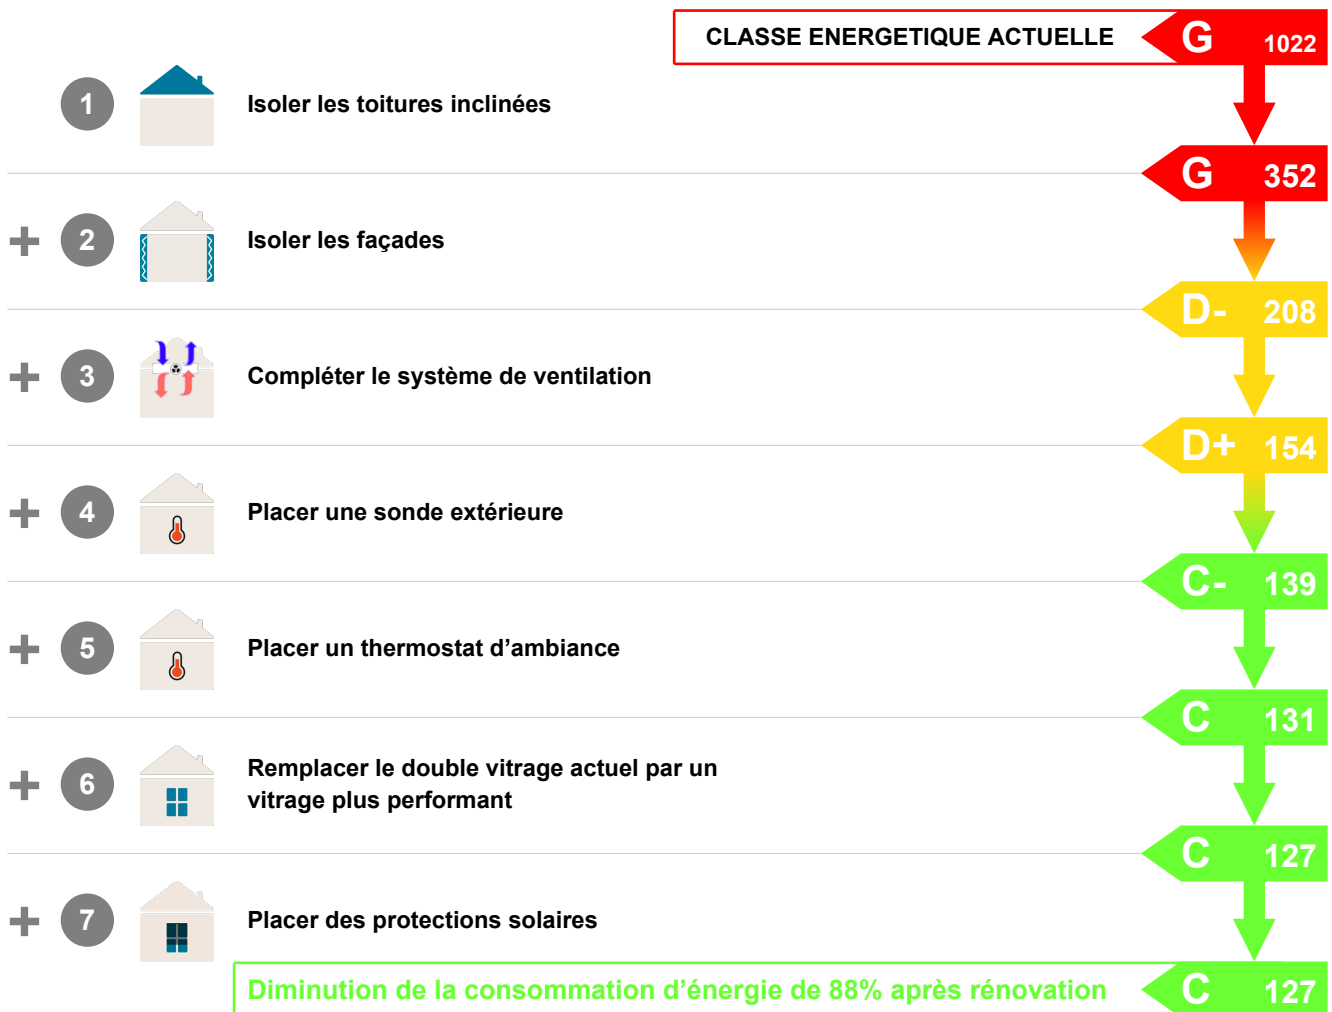 CLASSE ENERGETIQUE ACTUELLE G 1022
1 Isoler les toitures inclinées
G 352
+ 2 Isoler les façades
D- 208
+ 3 Compléter le système de ventilation
D+ 154
+ 4 Placer une sonde extérieure
C- 139
+ 5 Placer un thermostat d’ambiance
C 131
+ 6 Remplacer le double vitrage actuel par un
vitrage plus performant
C 127
+ 7 Placer des protections solaires
Diminution de la consommation d’énergie de 88% après rénovation C 127